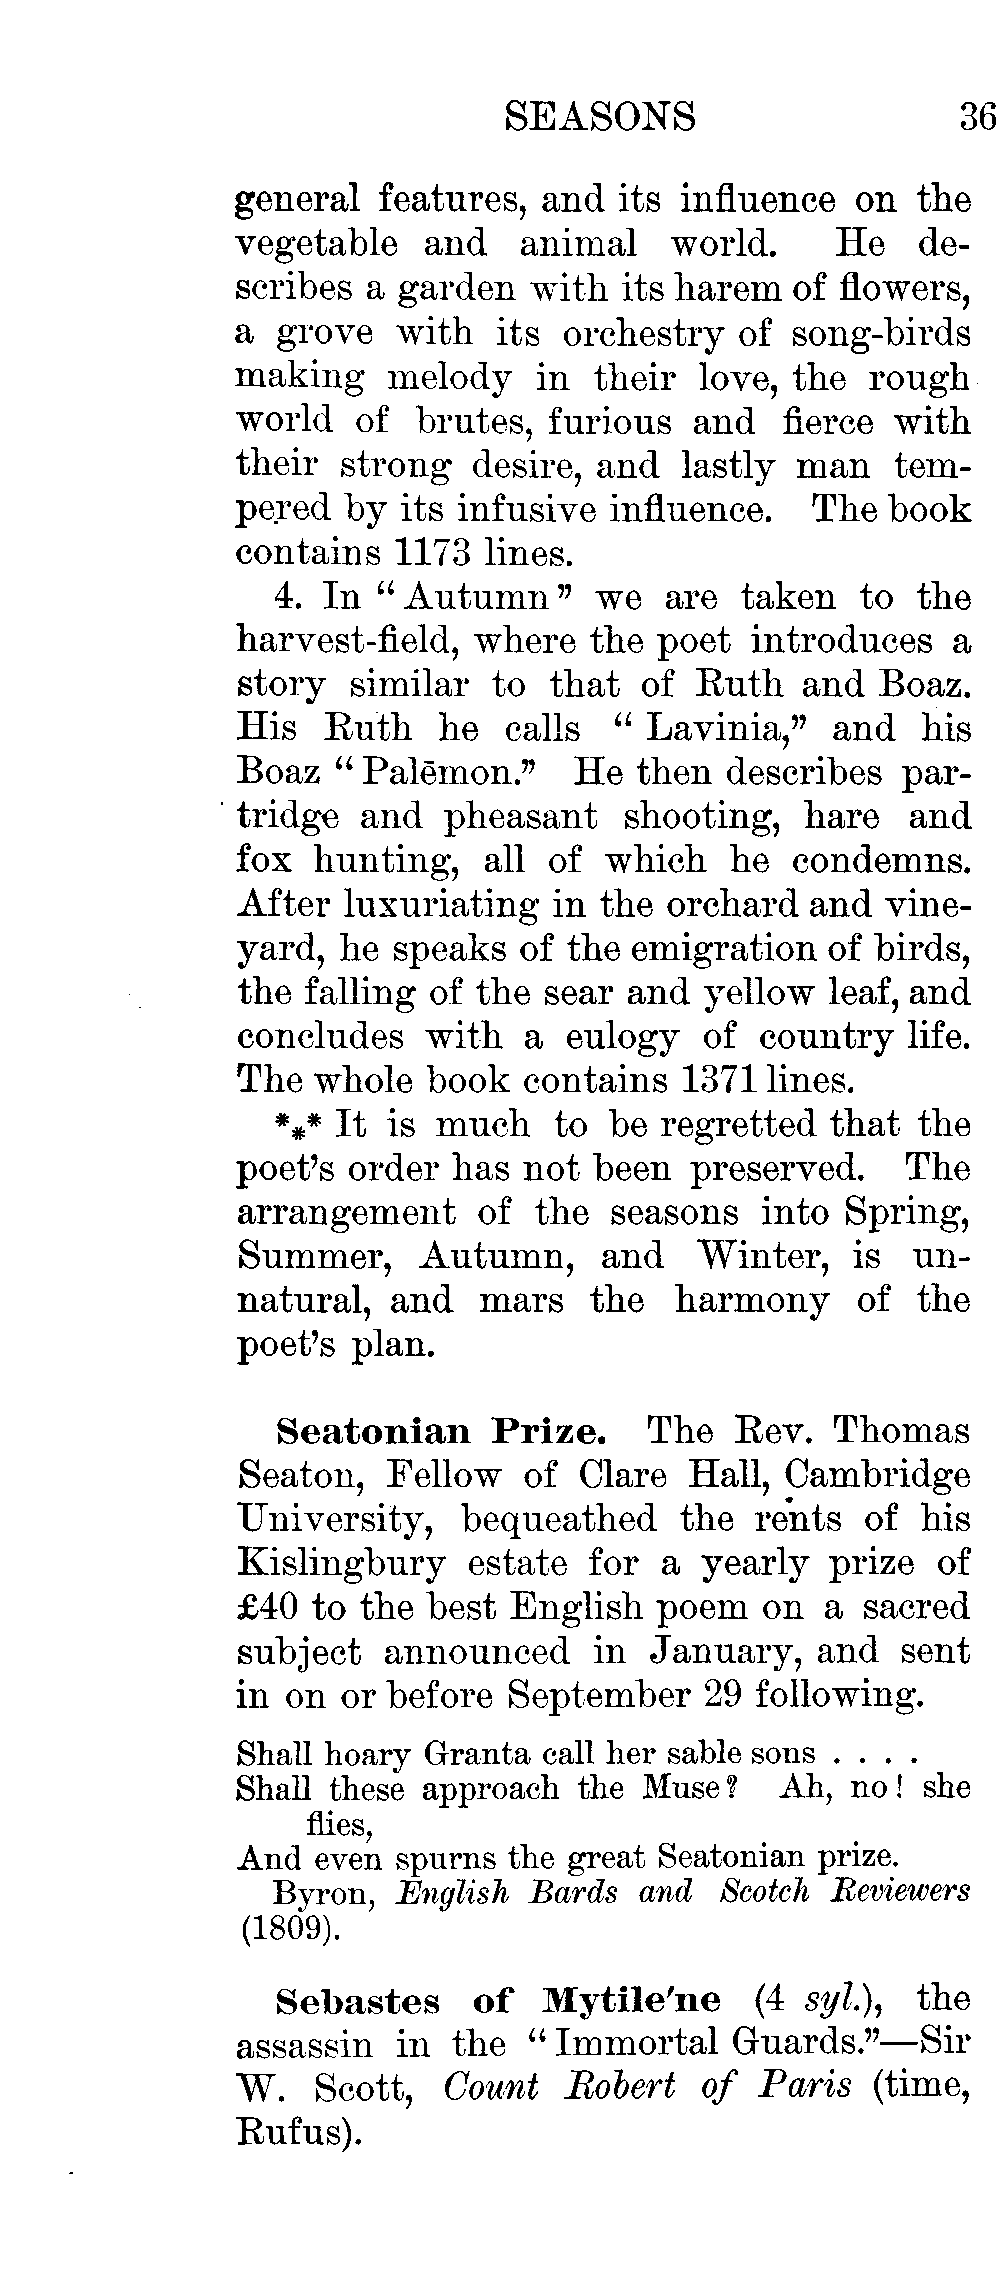 SEASONS 36
general features, and its influence on the
vegetable and animal world. He de-
scribes a garden with its harem of flowers,
a grove with its orchestry of song-birds
making melody in their love, the rough
world of brutes, furious and fierce with
their strong desire, and lastly man tem-
pered by its infusive influence. The book
contains 1173 lines.
4. In “Autumn” we are taken to the
harvest-field, where the poet introduces a
story similar to that of Ruth and Boaz.
His Ruth he calls “Lavinia,” and his
Boaz “Palēmon.” He then describes par-
tridge and pheasant shooting, hare and
fox hunting, all of which he condemns.
After luxuriating in the orchard and vine-
yard, he speaks of the emigration of birds,
the falling of the sear and yellow leaf, and
concludes with a eulogy of country life.
The whole book contains 1371 lines.
*** It is much to be regretted that the
poet’s order has not been preserved. The
arrangement of the seasons into Spring,
Summer, Autumn, and Winter, is un-
natural, and mars the harmony of the
poet’s plan.
Seatonian Prize. The Rev. Thomas
Seaton, Fellow of Clare Hall, Cambridge
University, bequeathed the rents of his
Kislingbury estate for a yearly prize of
£40 to the best English poem on a sacred
subject announced in January, and sent
in on or before September 29 following.
Shall hoary Granta call her sable sons . . . .
Shall these approach the Muse? Ah, no! she
flies,
And even spurns the great Seatonian prize.
Byron, English Bards and Scotch Reviewers
(1809).
Sebastes of Mytile′ne (4 syl.), the
assassin in the “Immortal Guards.”—Sir
W. Scott, Count Robert of Paris (time,
Rufus).